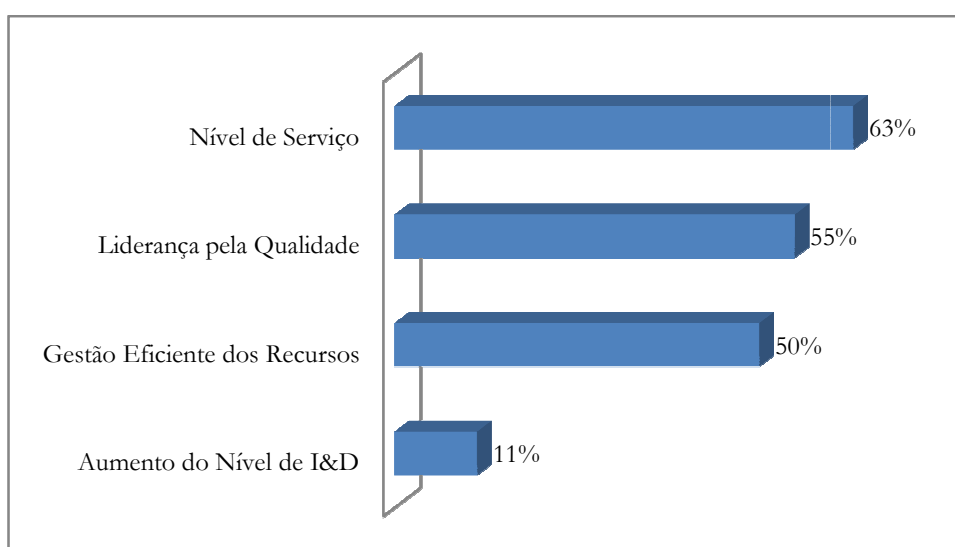 Nível de Serviço
63%
Liderança pela Qualidade
55%
Gestão Eficiente dos Recursos
50%
Aumento do Nível de I&D
11%